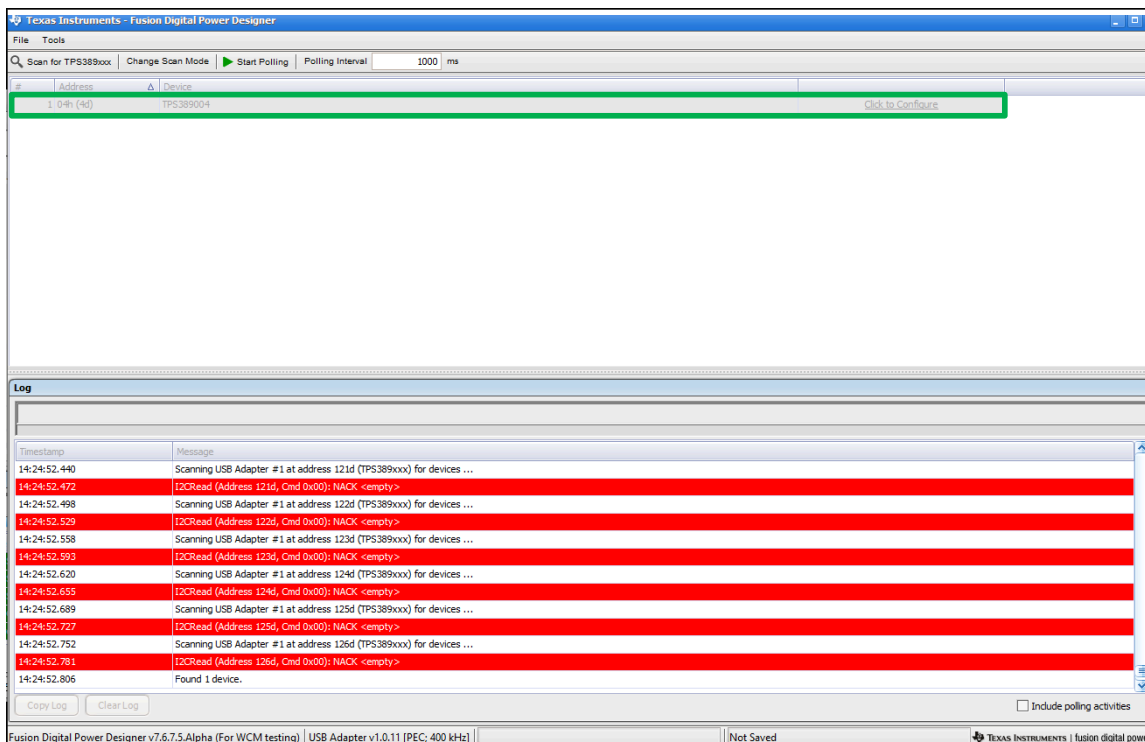 Texas Instruments - Fusion Digital Power Designer
File Tools
Scan for TPS389xxx Change Scan Mode Start Polling Polling Interval 1000 ms
# Address Device
1 04h (4d) TPS389004 Click to Configure
Log
Timestamp Message
14:24:52.440 Scanning USB Adapter #1 at address 121d (TPS389xxx) for devices ...
14:24:52.472 I2CRead (Address 121d, Cmd 0x00): NACK <empty>
14:24:52.498 Scanning USB Adapter #1 at address 122d (TPS389xxx) for devices ...
14:24:52.529 I2CRead (Address 122d, Cmd 0x00): NACK <empty>
14:24:52.558 Scanning USB Adapter #1 at address 123d (TPS389xxx) for devices ...
14:24:52.593 I2CRead (Address 123d, Cmd 0x00): NACK <empty>
14:24:52.620 Scanning USB Adapter #1 at address 124d (TPS389xxx) for devices ...
14:24:52.655 I2CRead (Address 124d, Cmd 0x00): NACK <empty>
14:24:52.689 Scanning USB Adapter #1 at address 125d (TPS389xxx) for devices ...
14:24:52.727 I2CRead (Address 125d, Cmd 0x00): NACK <empty>
14:24:52.752 Scanning USB Adapter #1 at address 126d (TPS389xxx) for devices ...
14:24:52.781 I2CRead (Address 126d, Cmd 0x00): NACK <empty>
14:24:52.806 Found 1 device.
Copy Log Clear Log Include polling activities
Fusion Digital Power Designer v7.6.7.5.Alpha (For WCM testing) USB Adapter v1.0.11 [PEC; 400 kHz] Not Saved TEXAS INSTRUMENTS | fusion digital powe